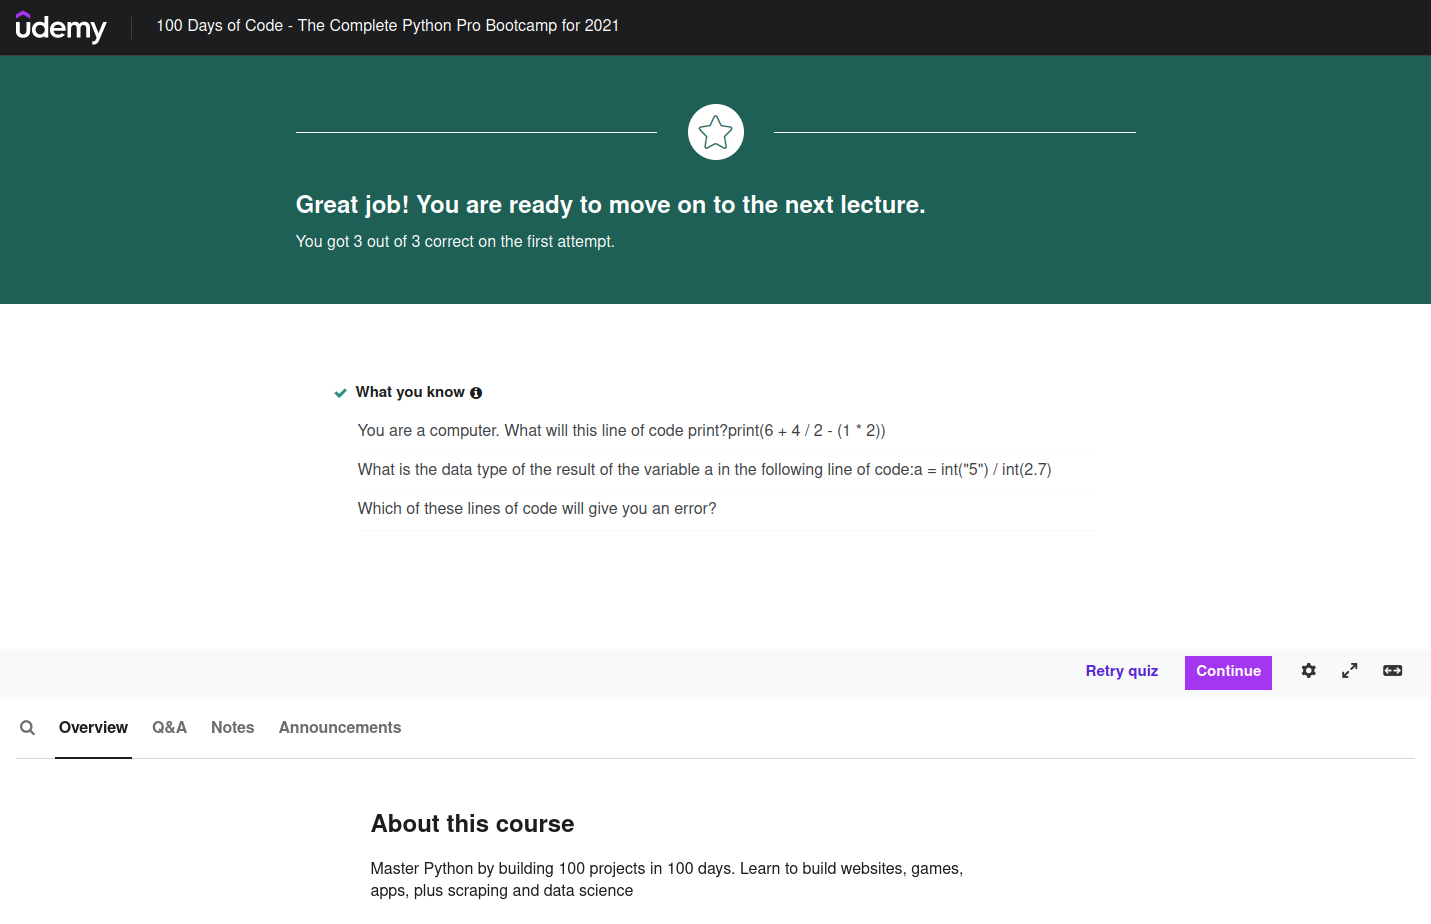 udemy
100 Days of Code - The Complete Python Pro Bootcamp for 2021
Great job! You are ready to move on to the next lecture.
You got 3 out of 3 correct on the first attempt.
What you know
You are a computer. What will this line of code print?print(6 + 4 / 2 - (1 * 2))
What is the data type of the result of the variable a in the following line of code:a = int("5") / int(2.7)
Which of these lines of code will give you an error?
Retry quiz
Continue
Overview
Q&A
Notes
Announcements
About this course
Master Python by building 100 projects in 100 days. Learn to build websites, games,
apps, plus scraping and data science